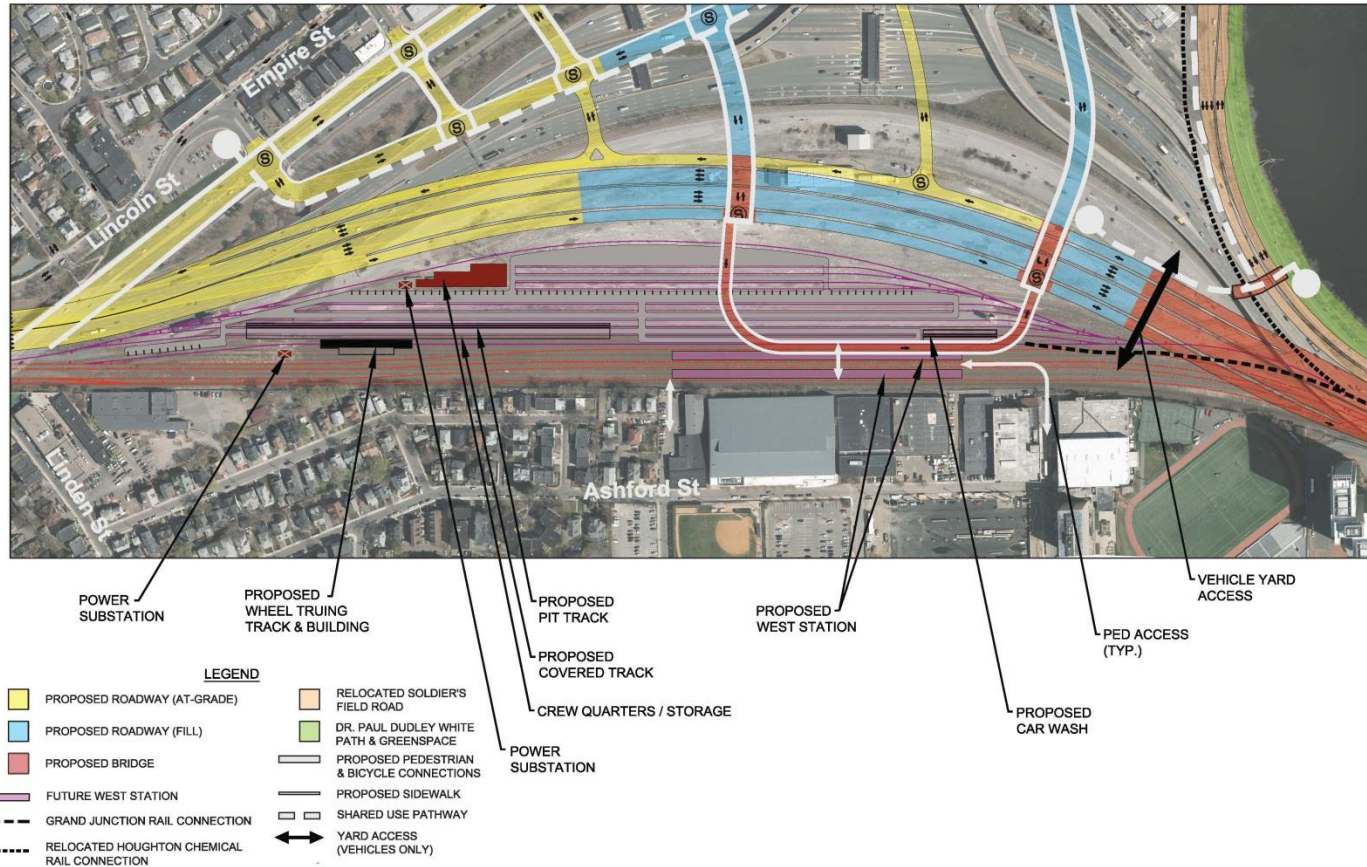 Empire St
Lincoln St
Linden St
Ashford St
S
S
S
S
S
S
S
S
POWER
SUBSTATION
PROPOSED
WHEEL TRUING
TRACK & BUILDING
PROPOSED
PIT TRACK
PROPOSED
COVERED TRACK
CREW QUARTERS / STORAGE
POWER
SUBSTATION
PROPOSED
WEST STATION
PROPOSED
CAR WASH
PED ACCESS
(TYP.)
VEHICLE YARD
ACCESS
LEGEND
PROPOSED ROADWAY (AT-GRADE)
PROPOSED ROADWAY (FILL)
PROPOSED BRIDGE
FUTURE WEST STATION
GRAND JUNCTION RAIL CONNECTION
RELOCATED HOUGHTON CHEMICAL
RAIL CONNECTION
RELOCATED SOLDIER'S
FIELD ROAD
DR. PAUL DUDLEY WHITE
PATH & GREENSPACE
PROPOSED PEDESTRIAN
& BICYCLE CONNECTIONS
PROPOSED SIDEWALK
SHARED USE PATHWAY
YARD ACCESS
(VEHICLES ONLY)